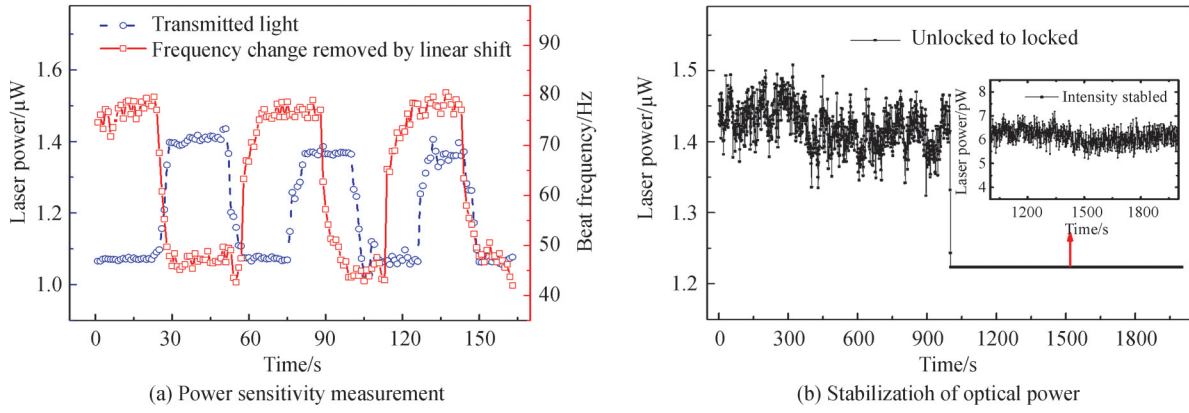 Transmitted light
Frequency change removed by linear shift
1.6
1.4
1.2
1.0
Laser power/μW
90
80
70
60
50
40
Beat frequency/Hz
0 30 60 90 120 150
Time/s
(a) Power sensitivity measurement
Unlocked to locked
1.5
1.4
1.3
1.2
Laser power/μW
Intensity stabled
8
7
6
5
4
Laser power/pW
1200 1500 1800
Time/s
0 300 600 900 1200 1500 1800
Time/s
(b) Stabilizatioh of optical power